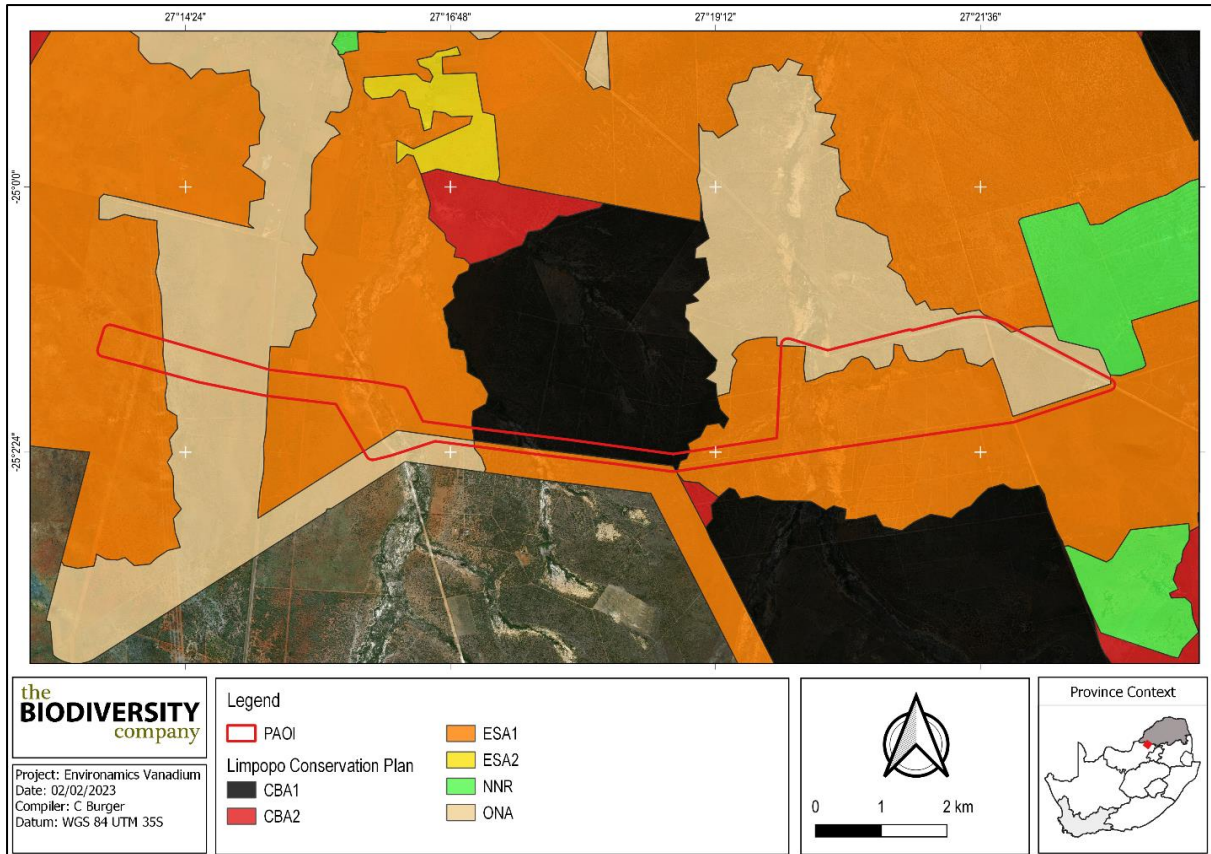 27°14'24"
27°16'48"
27°19'12"
27°21'36"
-25°0'0"
-25°2'24"
the
BIODIVERSITY
company
Project: Environamics Vanadium
Date: 02/02/2023
Compiler: C Burger
Datum: WGS 84 UTM 35S
Legend
PAOI
Limpopo Conservation Plan
CBA1
CBA2
ESA1
ESA2
NNR
ONA
0 1 2 km
Province Context